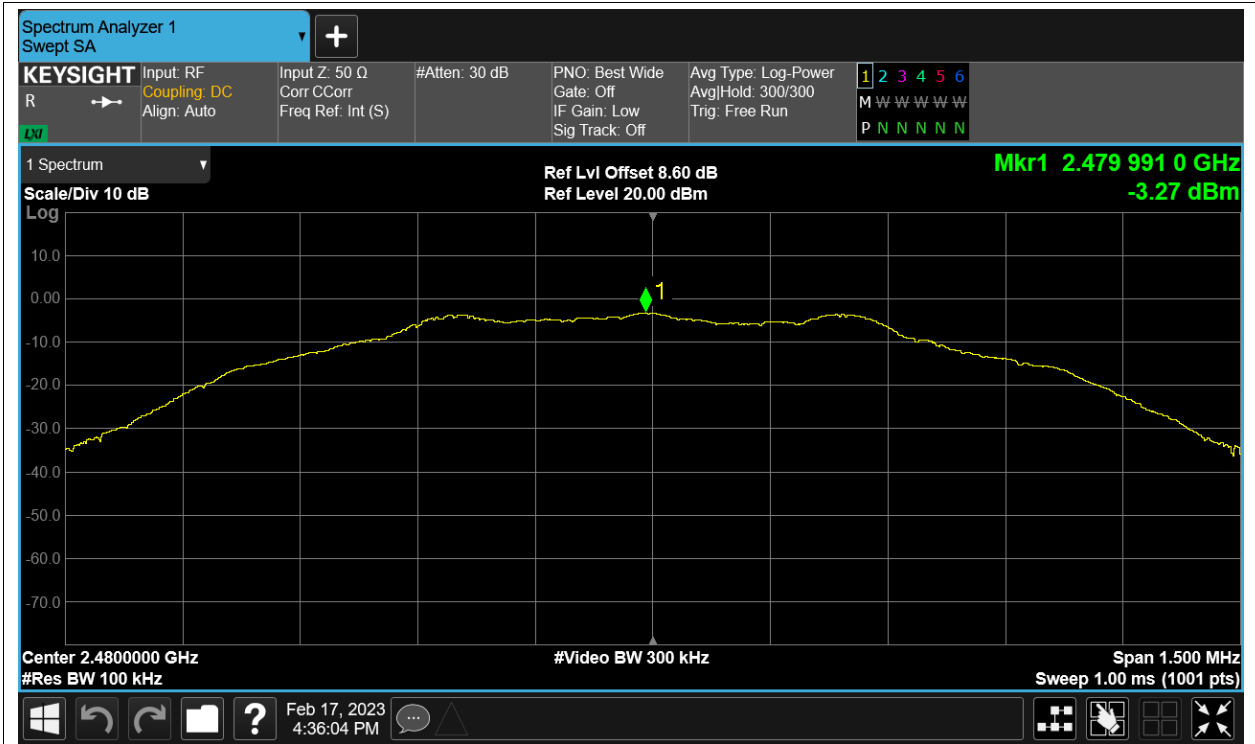 Spectrum Analyzer 1
Swept SA
KEYSIGHT
R
LXI
Input: RF
Coupling: DC
Align: Auto
Input Z: 50 Ω
Corr CCorr
Freq Ref: Int (S)
#Atten: 30 dB
PNO: Best Wide
Gate: Off
IF Gain: Low
Sig Track: Off
Avg Type: Log-Power
Avg|Hold: 300/300
Trig: Free Run
1 2 3 4 5 6
M W W W W W
P N N N N N
1 Spectrum
Scale/Div 10 dB
Log
Ref Lvl Offset 8.60 dB
Ref Level 20.00 dBm
Mkr1 2.479 991 0 GHz
-3.27 dBm
10.0
0.00
1
-10.0
-20.0
-30.0
-40.0
-50.0
-60.0
-70.0
Center 2.4800000 GHz
#Res BW 100 kHz
#Video BW 300 kHz
Span 1.500 MHz
Sweep 1.00 ms (1001 pts)
?
Feb 17, 2023
4:36:04 PM